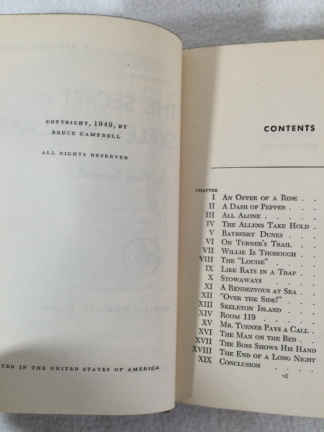 COPYRIGHT, 1949, BY
BRUCE CAMPBELL
ALL RIGHTS RESERVED
IN THE UNITED STATES OF AMERICA
CONTENTS
CHAPTER
I AN OFFER OF A RIDE . . .
II A DASH OF PEPPER . . .
III ALL ALONE . . . .
IV THE ALLENS TAKE HOLD .
V BAYBERRY DUNES . . .
VI ON TURNER'S TRAIL . . .
VII WILLIE IS THOROUGH . .
VIII THE "LOUISE" . . .
IX LIKE RATS IN A TRAP . .
X STOWAWAYS . . . .
XI A RENDEZVOUS AT SEA . .
XII "OVER THE SIDE!" . . .
XIII SKELETON ISLAND . . .
XIV ROOM 119 . . . .
XV MR. TURNER PAYS A CALL .
XVI THE MAN ON THE BED . .
XVII THE BOSS SHOWS HIS HAND
XVIII THE END OF A LONG NIGHT
XIX CONCLUSION . . . .